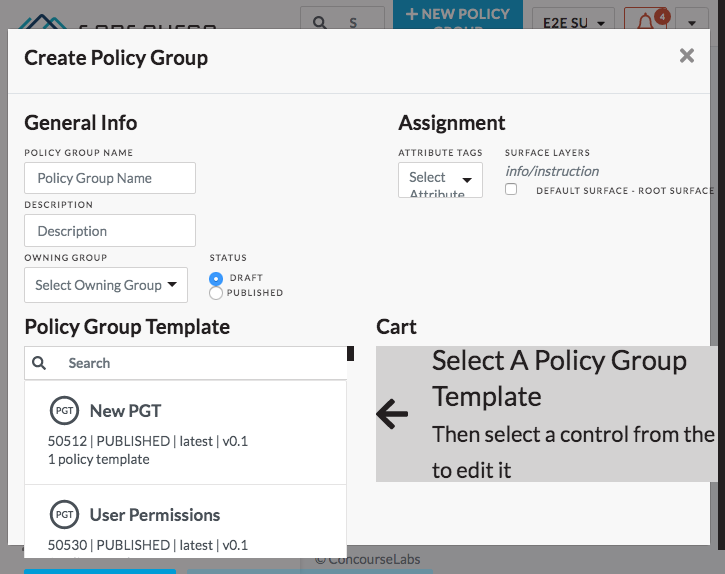 S
+ NEW POLICY
GROUP
E2E SU
4
Create Policy Group
×
General Info
Assignment
POLICY GROUP NAME
Policy Group Name
ATTRIBUTE TAGS
Select
Attribute
SURFACE LAYERS
info/instruction
DEFAULT SURFACE - ROOT SURFACE
DESCRIPTION
Description
OWNING GROUP
Select Owning Group
STATUS
DRAFT
PUBLISHED
Policy Group Template
Cart
Search
Select A Policy Group
Template
Then select a control from the
to edit it
PGT
New PGT
50512 | PUBLISHED | latest | v0.1
1 policy template
PGT
User Permissions
50530 | PUBLISHED | latest | v0.1
© ConcourseLabs